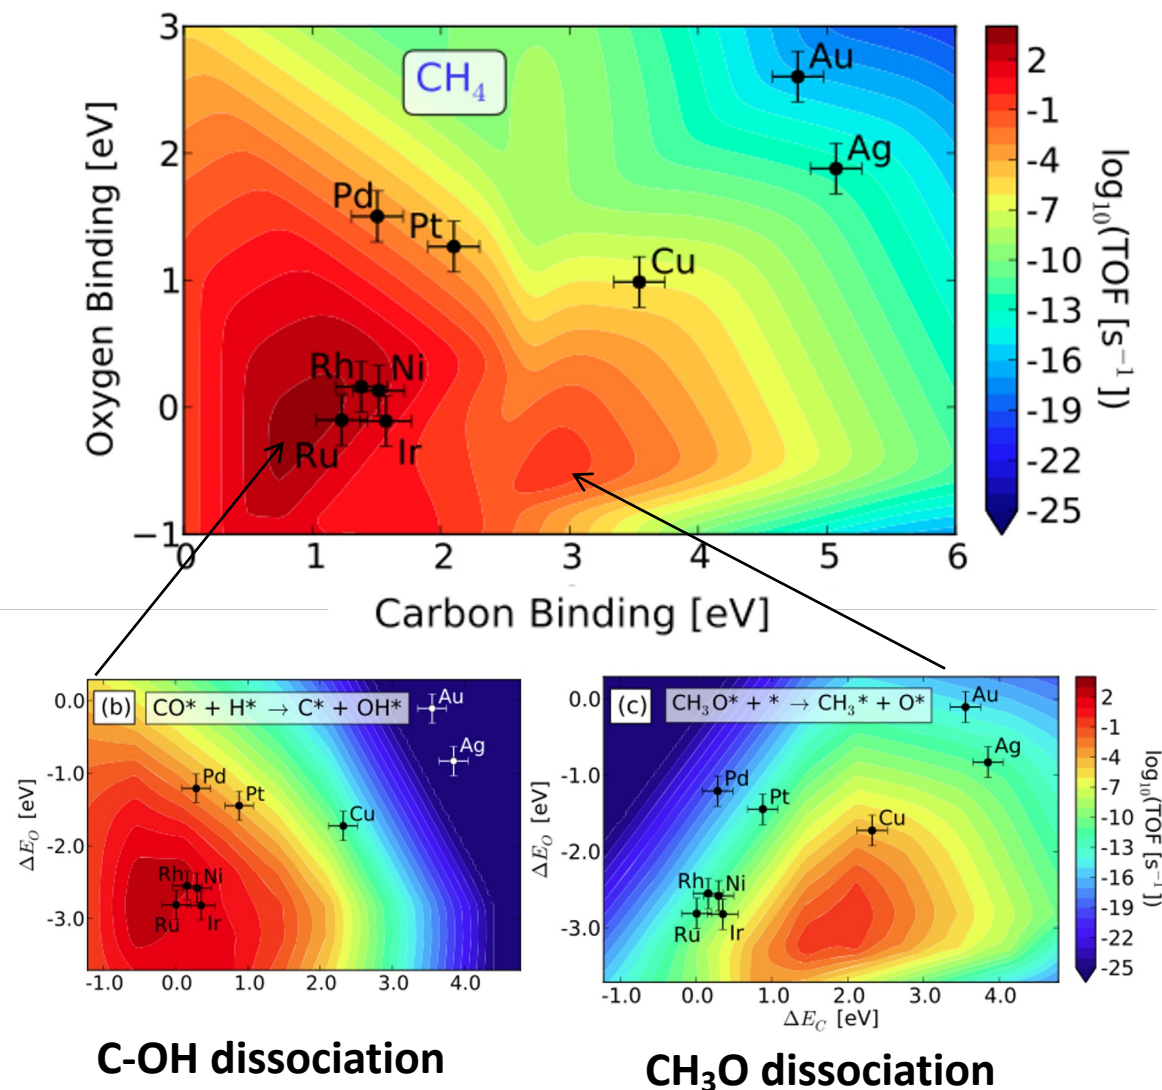 3
2
1
0
−1
Oxygen Binding [eV]
CH₄
Au
Ag
Pd
Pt
Cu
Rh
Ni
Ru
Ir
0
1
2
3
4
5
6
Carbon Binding [eV]
2
-1
-4
-7
-10
-13
-16
-19
-22
-25
log₁₀(TOF [s⁻¹])
(b)
CO* + H* → C* + OH*
Au
Ag
Pd
Pt
Cu
Rh
Ni
Ru
Ir
0.0
-1.0
-2.0
-3.0
ΔE_O [eV]
-1.0
0.0
1.0
2.0
3.0
4.0
(c)
CH₃O* + * → CH₃* + O*
Au
Ag
Pd
Pt
Cu
Rh
Ni
Ru
Ir
0.0
-1.0
-2.0
-3.0
ΔE_O [eV]
-1.0
0.0
1.0
2.0
3.0
4.0
ΔE_C [eV]
2
-1
-4
-7
-10
-13
-16
-19
-22
-25
log₁₀(TOF [s⁻¹])
C-OH dissociation
CH₃O dissociation